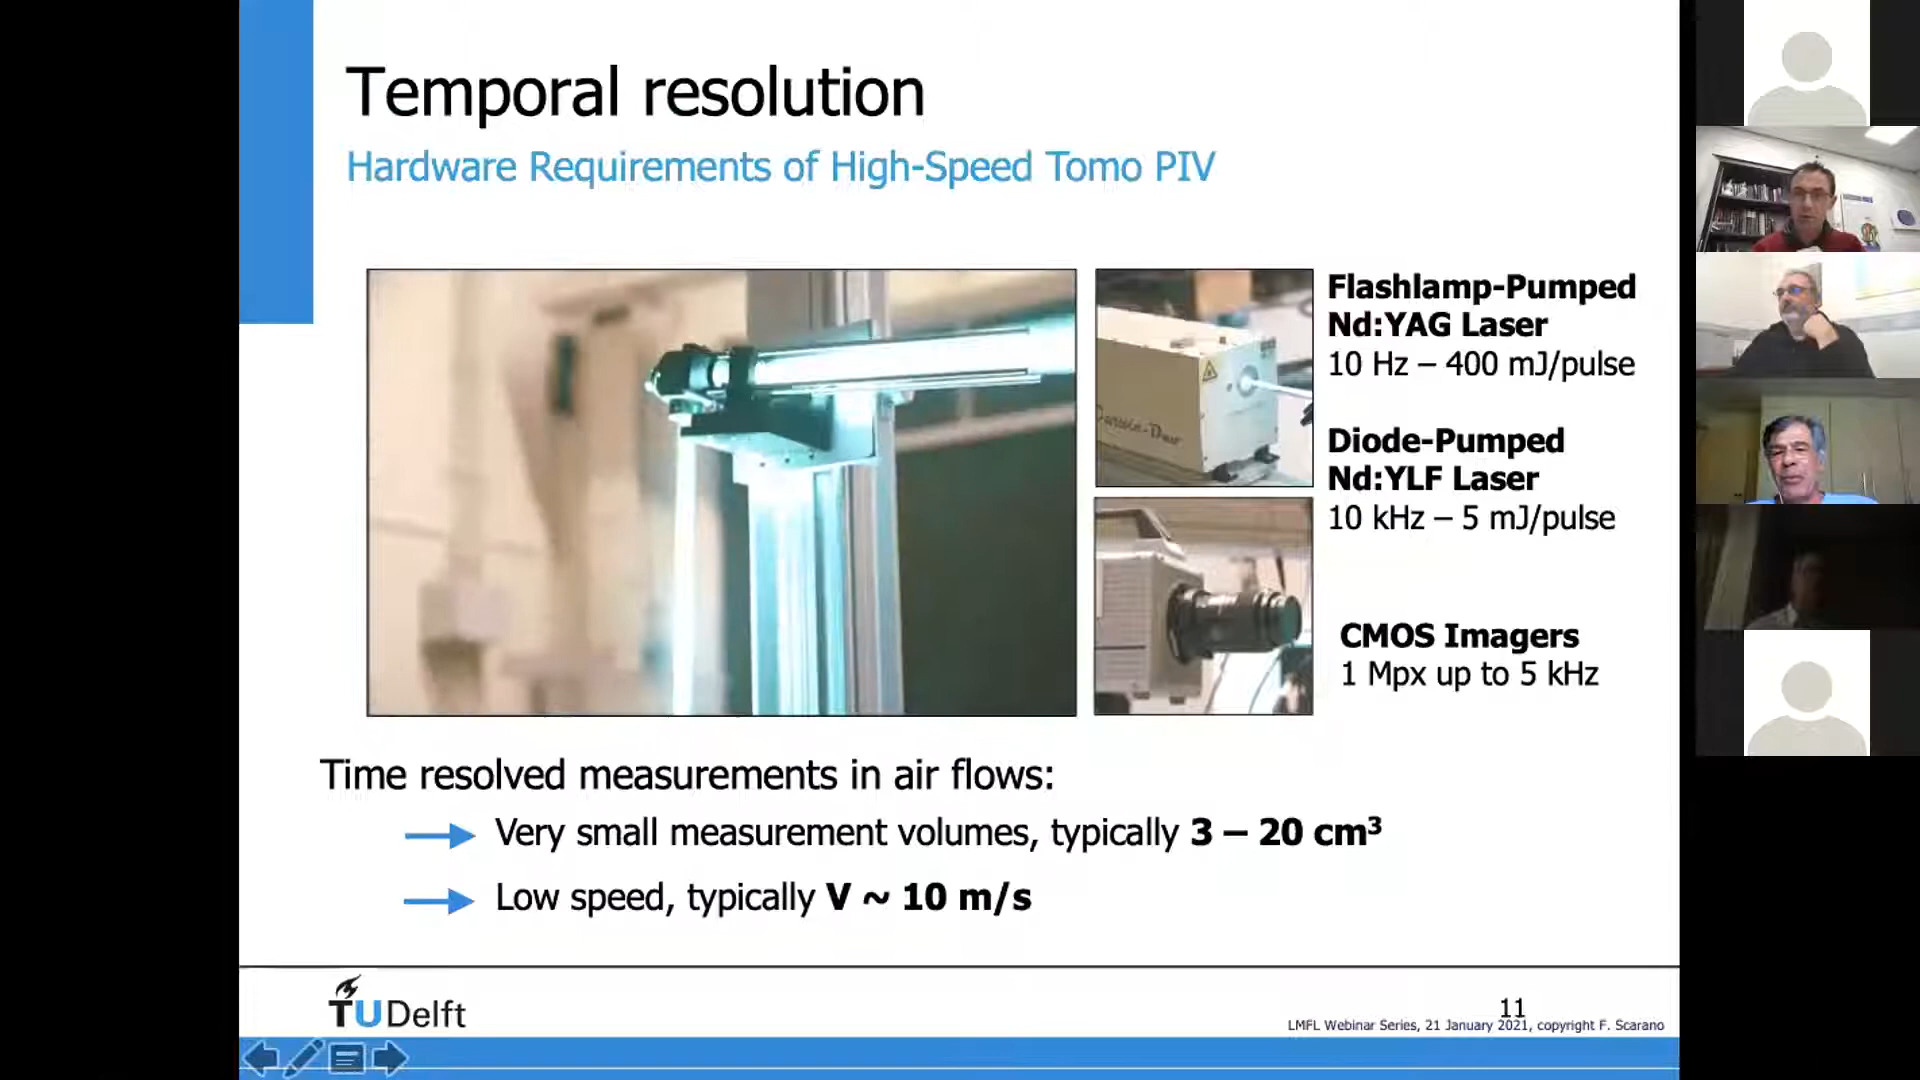 Temporal resolution
Hardware Requirements of High-Speed Tomo PIV
Flashlamp-Pumped
Nd:YAG Laser
10 Hz – 400 mJ/pulse
Diode-Pumped
Nd:YLF Laser
10 kHz – 5 mJ/pulse
CMOS Imagers
1 Mpx up to 5 kHz
Time resolved measurements in air flows:
Very small measurement volumes, typically 3 – 20 cm³
Low speed, typically V ~ 10 m/s
TUDelft
11
LMFL Webinar Series, 21 January 2021, copyright F. Scarano